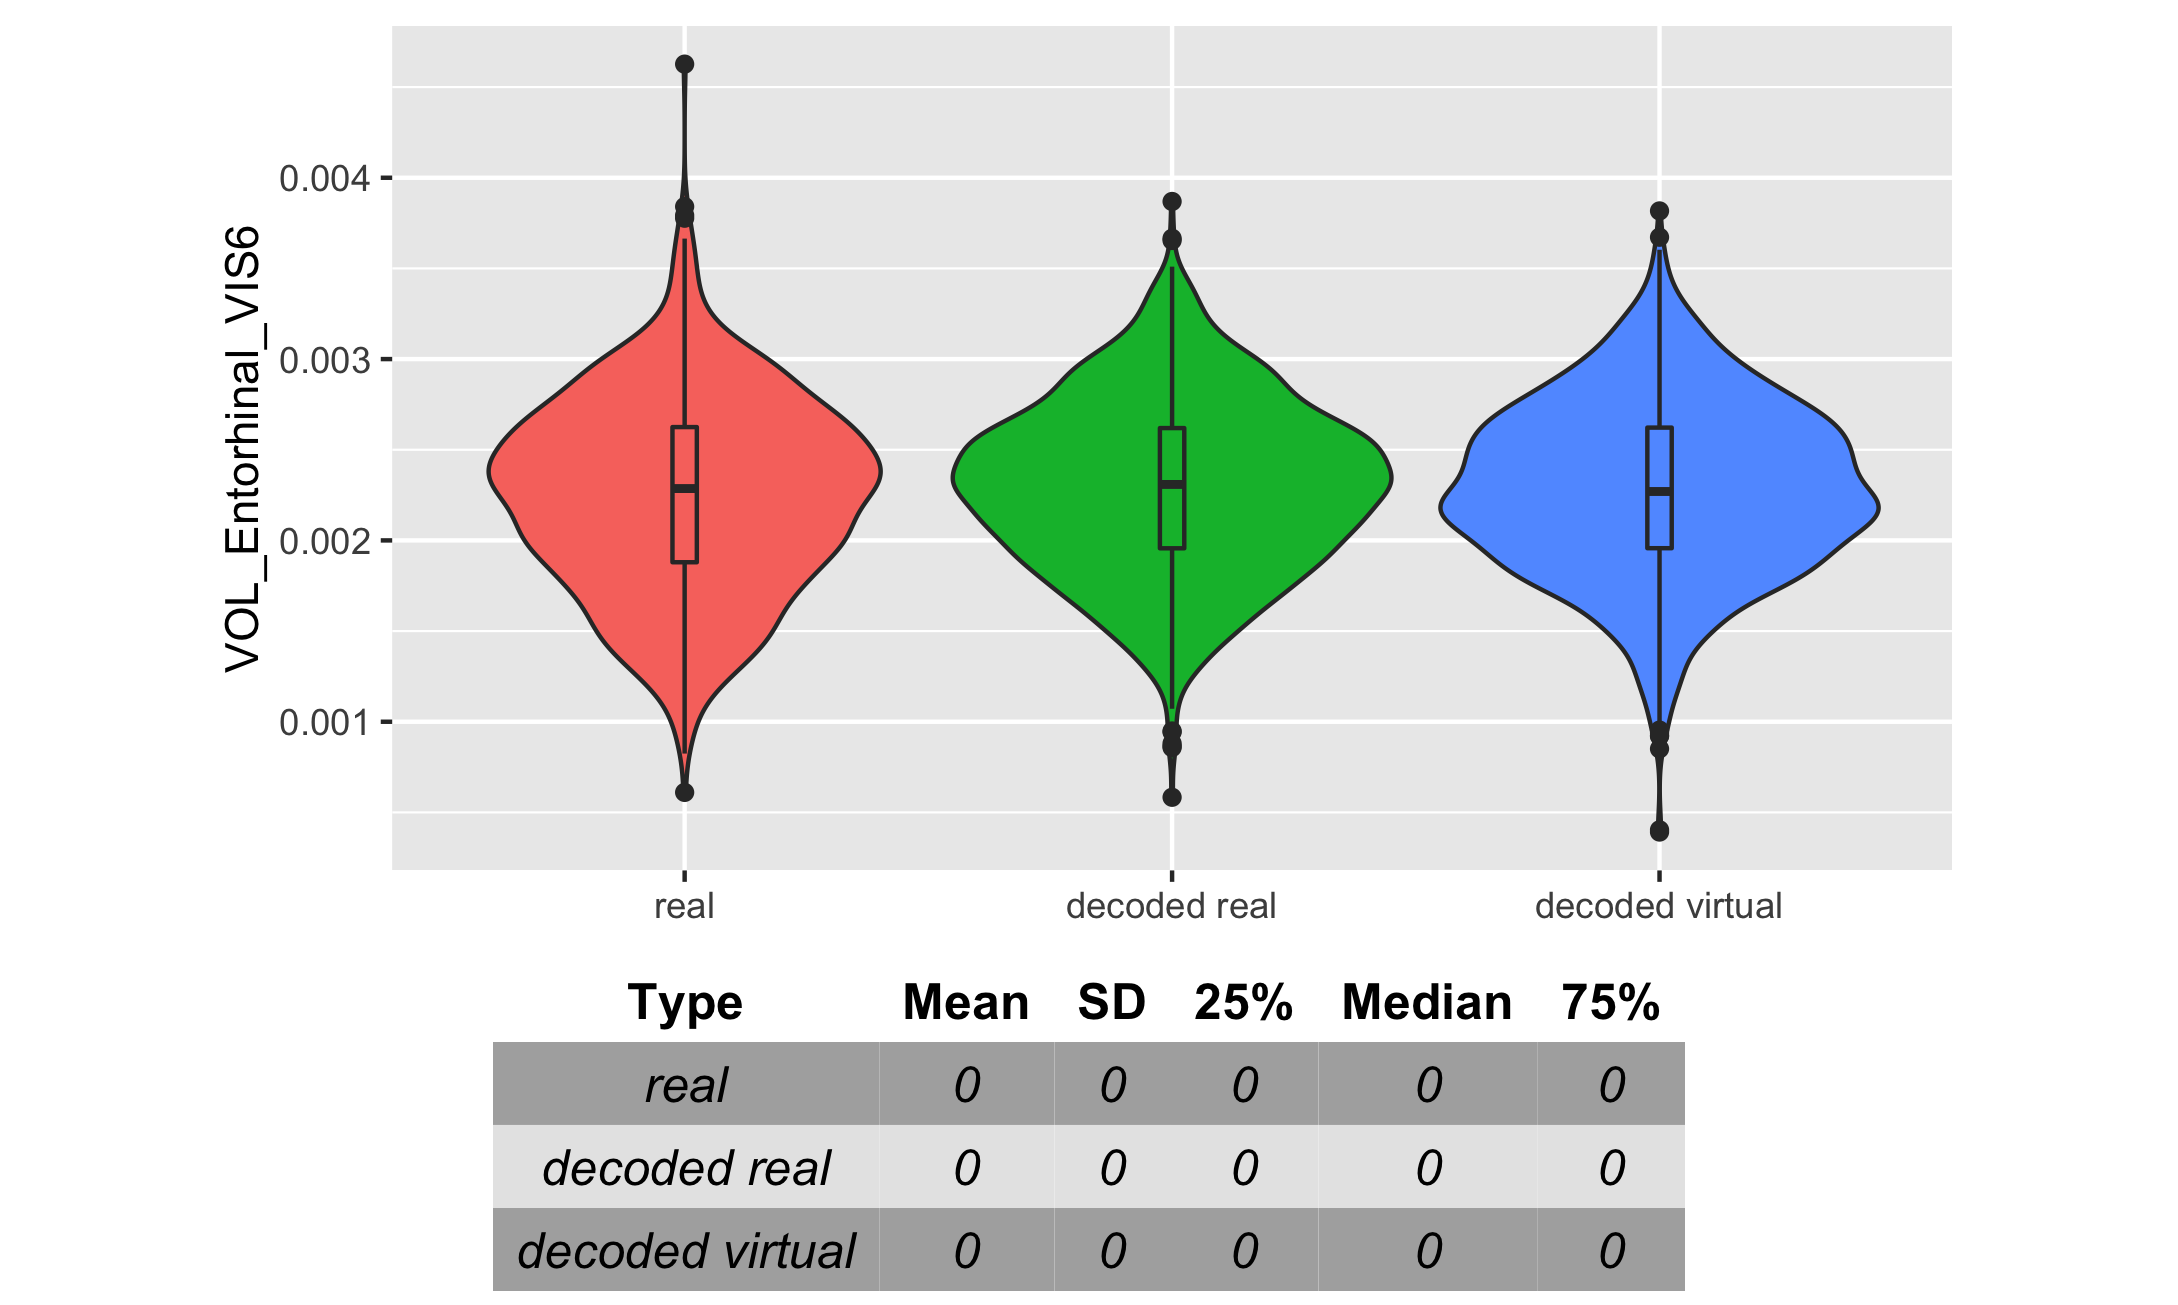 VOL_Entorhinal_VIS6
0.004
0.003
0.002
0.001
real decoded real decoded virtual
Type Mean SD 25% Median 75%
real 0 0 0 0 0
decoded real 0 0 0 0 0
decoded virtual 0 0 0 0 0